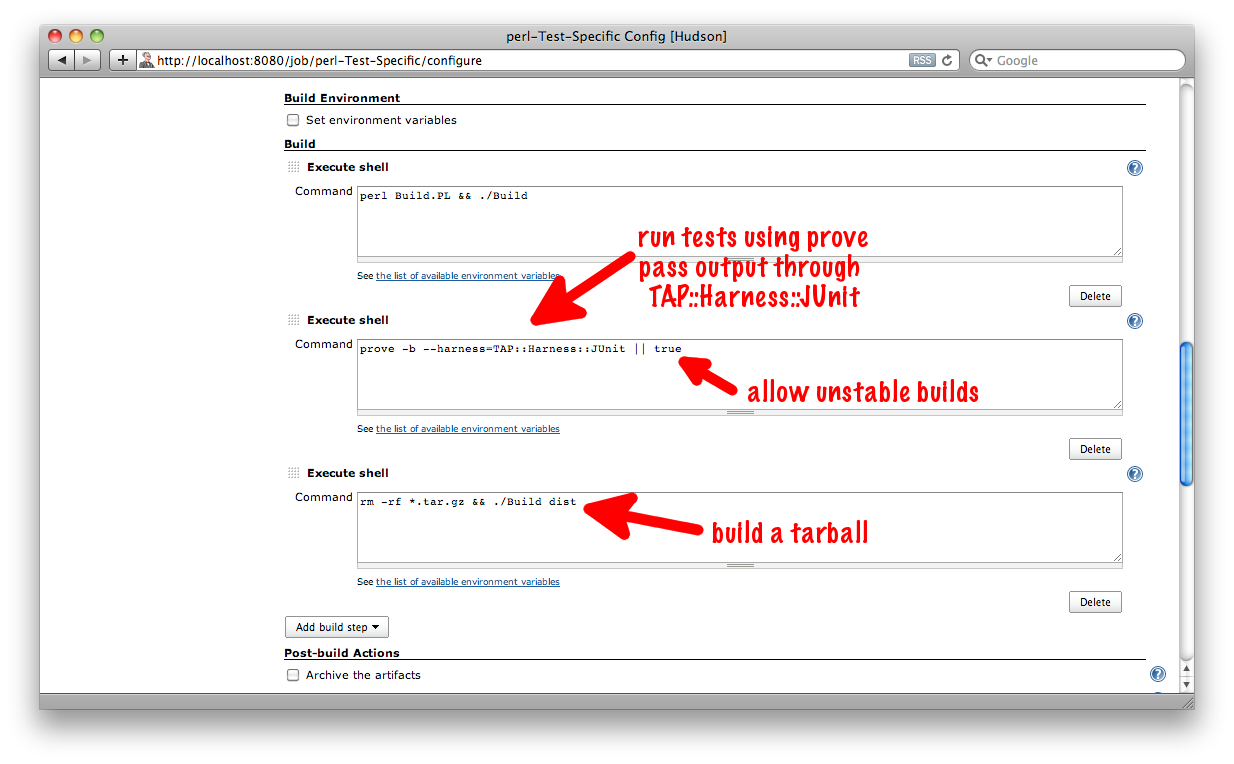 perl-Test-Specific Config [Hudson]
http://localhost:8080/job/perl-Test-Specific/configure
RSS
Google
Build Environment
Set environment variables
Build
Execute shell
Command
perl Build.PL && ./Build
run tests using prove
pass output through
TAP::Harness::JUnit
See the list of available environment variables
Delete
Execute shell
Command
prove -b --harness=TAP::Harness::JUnit || true
allow unstable builds
See the list of available environment variables
Delete
Execute shell
Command
rm -rf *.tar.gz && ./Build dist
build a tarball
See the list of available environment variables
Delete
Add build step
Post-build Actions
Archive the artifacts